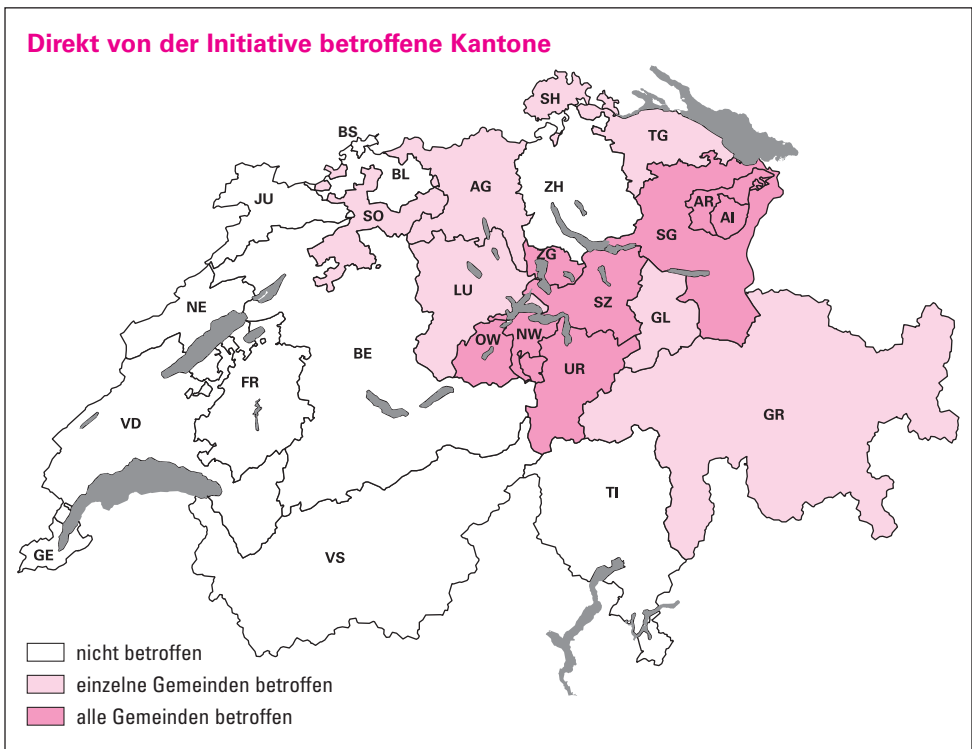 Direkt von der Initiative betroffene Kantone
SH
BS
TG
BL
AG
ZH
JU
AR
SO
AI
SG
ZG
LU
SZ
NE
GL
OW
NW
BE
UR
FR
GR
VD
TI
GE
VS
nicht betroffen
einzelne Gemeinden betroffen
alle Gemeinden betroffen